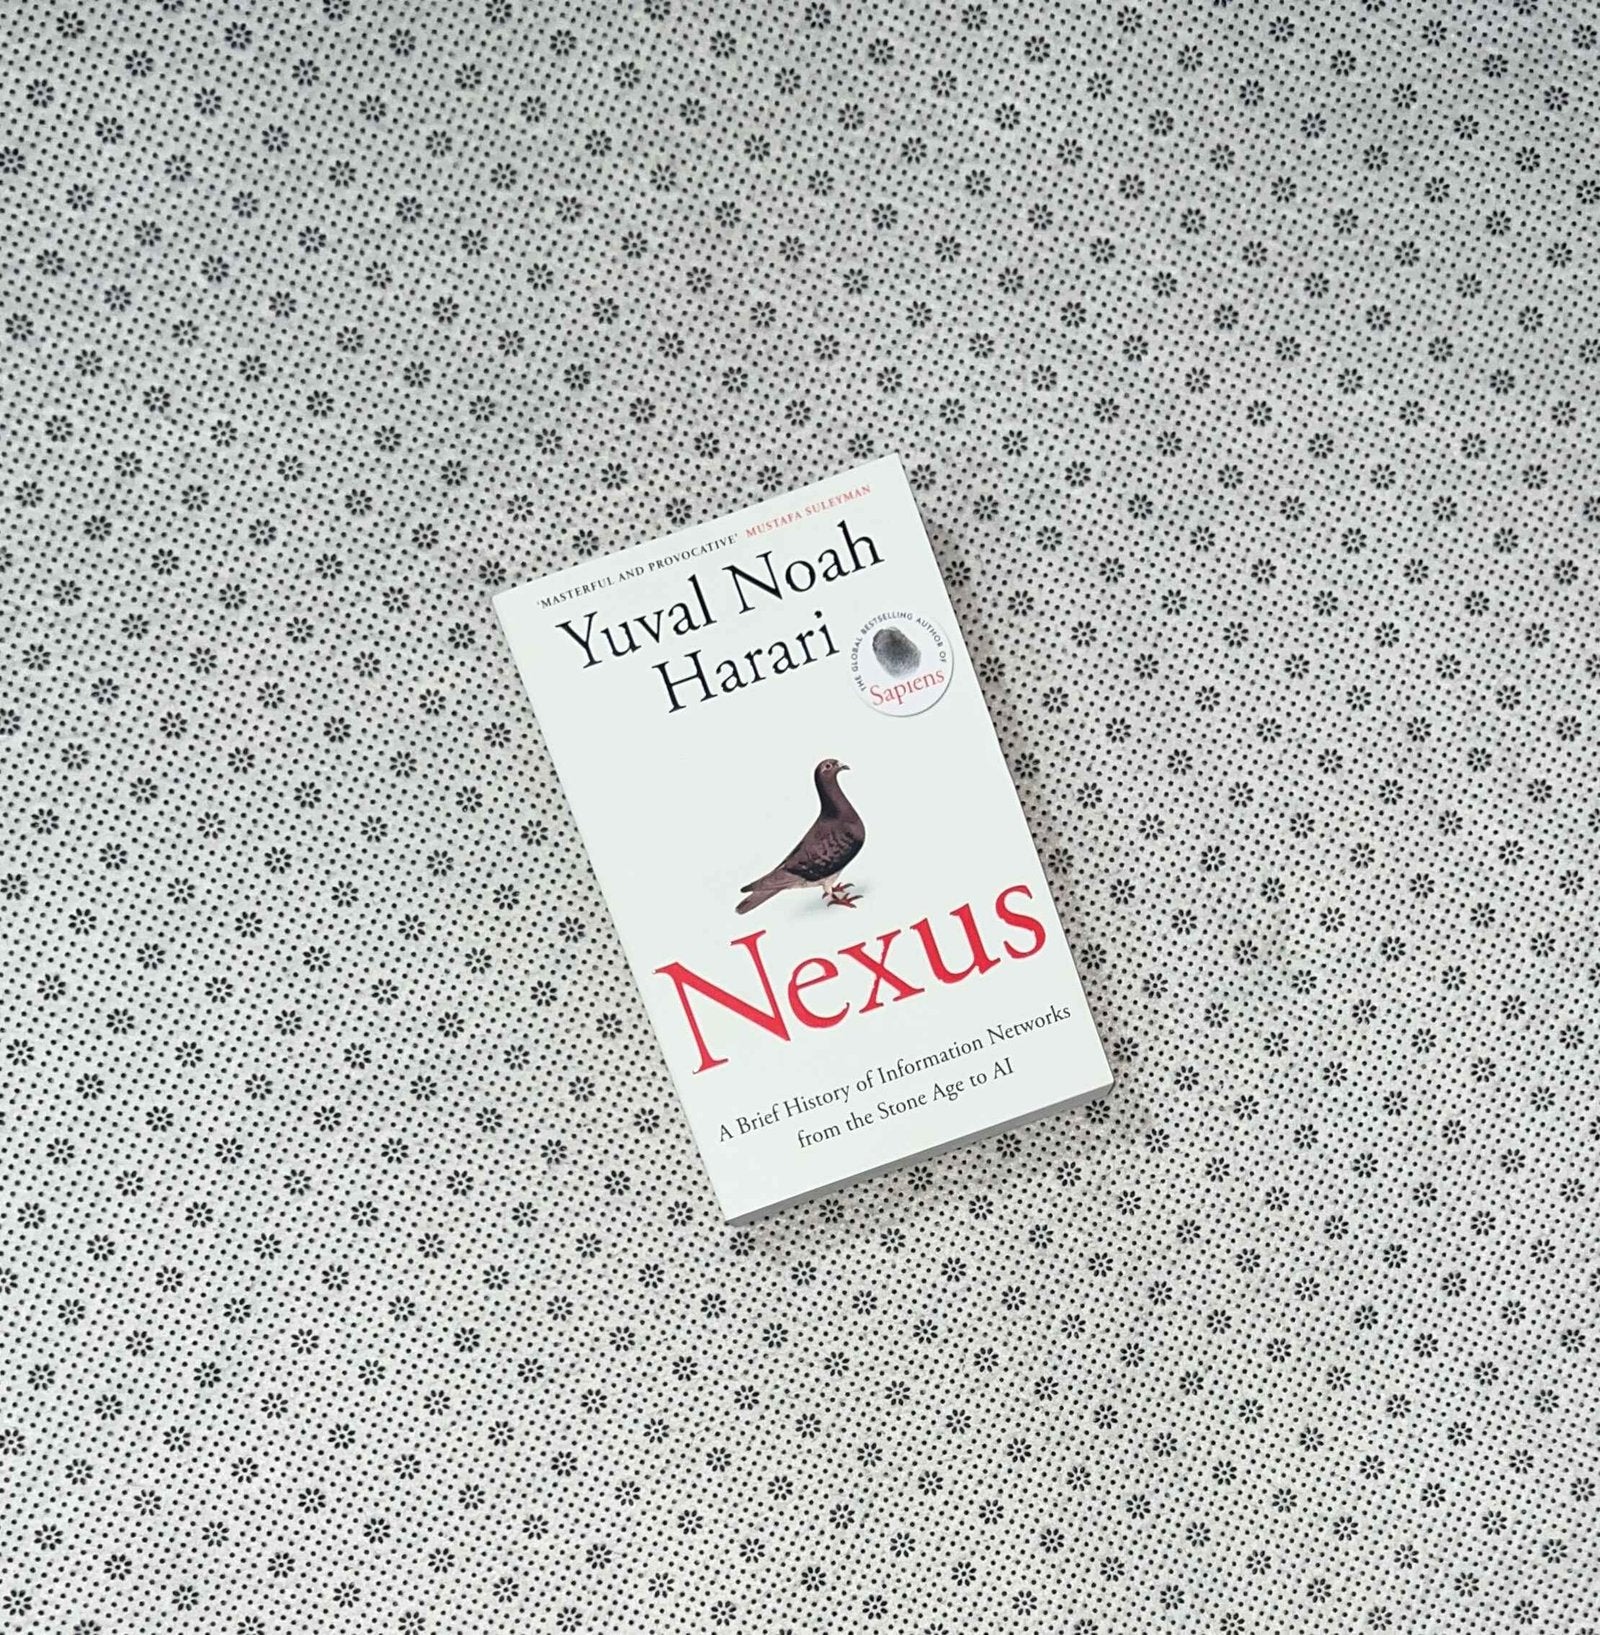 'MASTERFUL AND PROVOCATIVE' MUSTAFA SULEYMAN
Yuval Noah
Harari
THE GLOBAL BESTSELLING AUTHOR OF
Sapiens
Nexus
A Brief History of Information Networks
from the Stone Age to AI